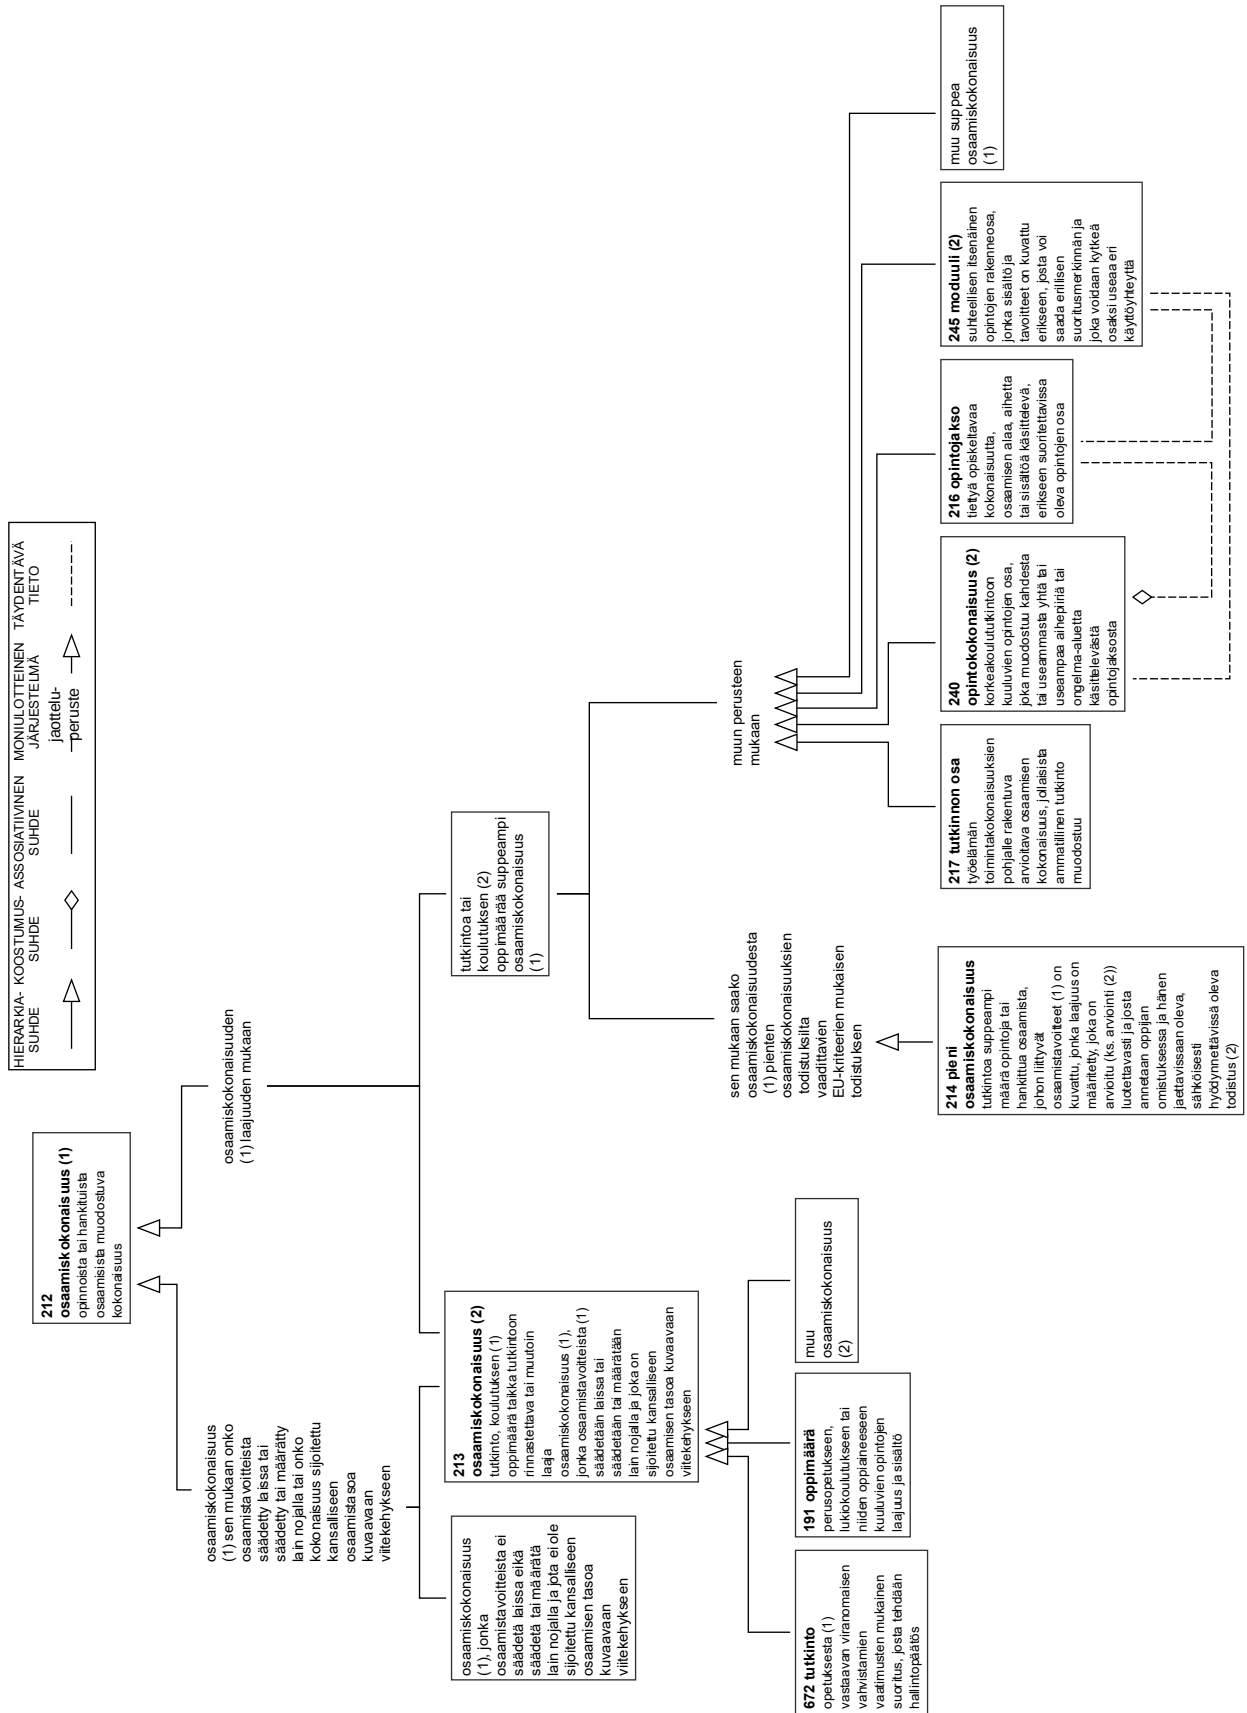 HIERARKIA- KOOSTUMUS- ASSOSIATIIVINEN MONIULOTTEINEN TÄYDENTÄVÄ
SUHDE SUHDE SUHDE JÄRJESTELMÄ TIETO
jaottelu-
peruste
212
osaamiskokonaisuus (1)
opinnoista tai hankituista
osaamisista muodostuva
kokonaisuus
osaamiskokonaisuus
(1) sen mukaan onko
osaamistavoitteista
säädetty laissa tai
säädetty tai määrätty
lain nojalla tai onko
kokonaisuus sijoitettu
kansalliseen
osaamistasoa
kuvaavaan
viitekehykseen
osaamiskokonaisuuden
(1) laajuuden mukaan
osaamiskokonaisuus
(1), jonka
osaamistavoitteista ei
säädetä laissa eikä
säädetä tai määrätä
lain nojalla ja jota ei ole
sijoitettu kansalliseen
osaamisen tasoa
kuvaavaan
viitekehykseen
213
osaamiskokonaisuus (2)
tutkinto, koulutuksen (1)
oppimäärä taikka tutkintoon
rinnastettava tai muutoin
laaja
osaamiskokonaisuus (1),
jonka osaamistavoitteista (1)
säädetään laissa tai
säädetään tai määrätään
lain nojalla ja joka on
sijoitettu kansalliseen
osaamisen tasoa kuvaavaan
viitekehykseen
tutkintoa tai
koulutuksen (2)
oppimäärää suppeampi
osaamiskokonaisuus
(1)
sen mukaan saako
osaamiskokonaisuudesta
(1) pienten
osaamiskokonaisuuksien
todistuksilta
vaadittavien
EU-kriteerien mukaisen
todistuksen
muun perusteen
mukaan
672 tutkinto
opetuksesta (1)
vastaavan viranomaisen
vahvistamien
vaatimusten mukainen
suoritus, josta tehdään
hallintopäätös
191 oppimäärä
perusopetukseen,
lukiokoulutukseen tai
niiden oppiaineeseen
kuuluvien opintojen
laajuus ja sisältö
muu
osaamiskokonaisuus
(2)
214 pieni
osaamiskokonaisuus
tutkintoa suppeampi
määrä opintoja tai
hankittua osaamista,
johon liittyvät
osaamistavoitteet (1) on
kuvattu, jonka laajuus on
määritetty, joka on
arvioitu (ks. arviointi (2))
luotettavasti ja josta
annetaan oppijan
omistuksessa ja hänen
jaettavissaan oleva,
sähköisesti
hyödynnettävissä oleva
todistus (2)
217 tutkinnon osa
työelämän
toimintakokonaisuuksien
pohjalle rakentuva
arvioitava osaamisen
kokonaisuus, jollaisista
ammatillinen tutkinto
muodostuu
240
opintokokonaisuus (2)
korkeakoulututkintoon
kuuluvien opintojen osa,
joka muodostuu kahdesta
tai useammasta yhtä tai
useampaa aihepiiriä tai
ongelma-aluetta
käsittelevästä
opintojaksosta
216 opintojakso
tiettyä opiskeltavaa
kokonaisuutta,
osaamisen alaa, aihetta
tai sisältöä käsittelevä,
erikseen suoritettavissa
oleva opintojen osa
245 moduuli (2)
suhteellisen itsenäinen
opintojen rakenneosa,
jonka sisältö ja
tavoitteet on kuvattu
erikseen, josta voi
saada erillisen
suoritusmerkinnän ja
joka voidaan kytkeä
osaksi useaa eri
käyttöyhteyttä
muu suppea
osaamiskokonaisuus
(1)